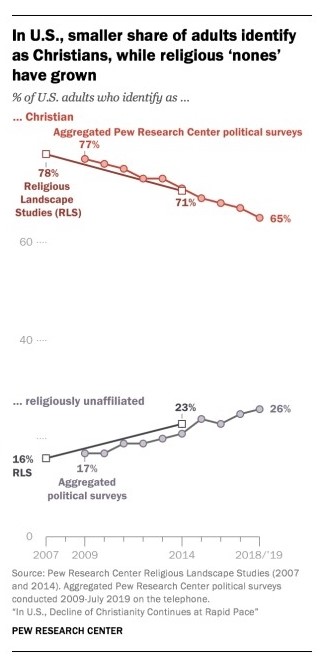 In U.S., smaller share of adults identify
as Christians, while religious ‘nones’
have grown
% of U.S. adults who identify as ...
... Christian
Aggregated Pew Research Center political surveys
77%
78%
Religious
Landscape
Studies (RLS)
71%
65%
60
40
... religiously unaffiliated
23%
26%
16%
RLS
17%
Aggregated
political surveys
0
2007 2009 2014 2018/’19
Source: Pew Research Center Religious Landscape Studies (2007
and 2014). Aggregated Pew Research Center political surveys
conducted 2009-July 2019 on the telephone.
“In U.S., Decline of Christianity Continues at Rapid Pace”
PEW RESEARCH CENTER